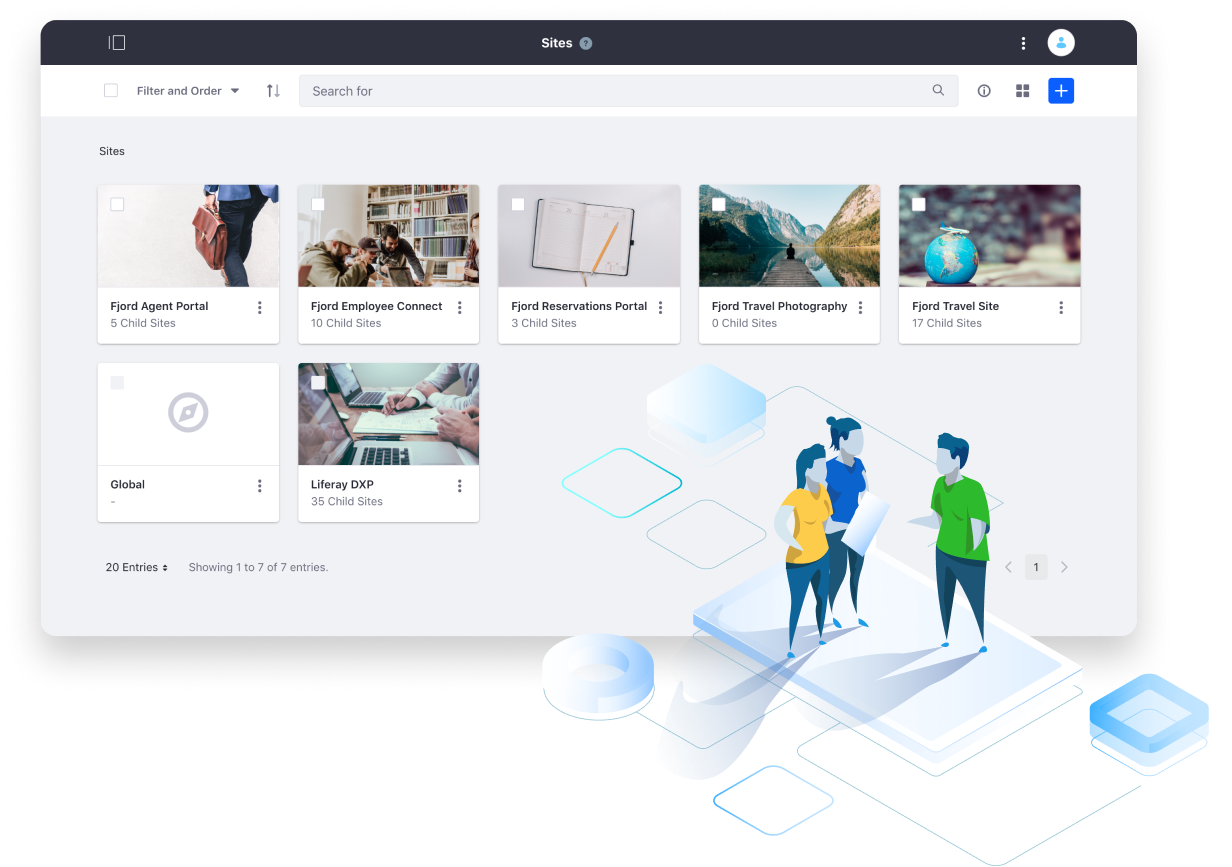 Sites ?
Filter and Order
Search for
Sites
Fjord Agent Portal
5 Child Sites
Fjord Employee Connect
10 Child Sites
Fjord Reservations Portal
3 Child Sites
Fjord Travel Photography
0 Child Sites
Fjord Travel Site
17 Child Sites
Global
-
Liferay DXP
35 Child Sites
20 Entries
Showing 1 to 7 of 7 entries.
1